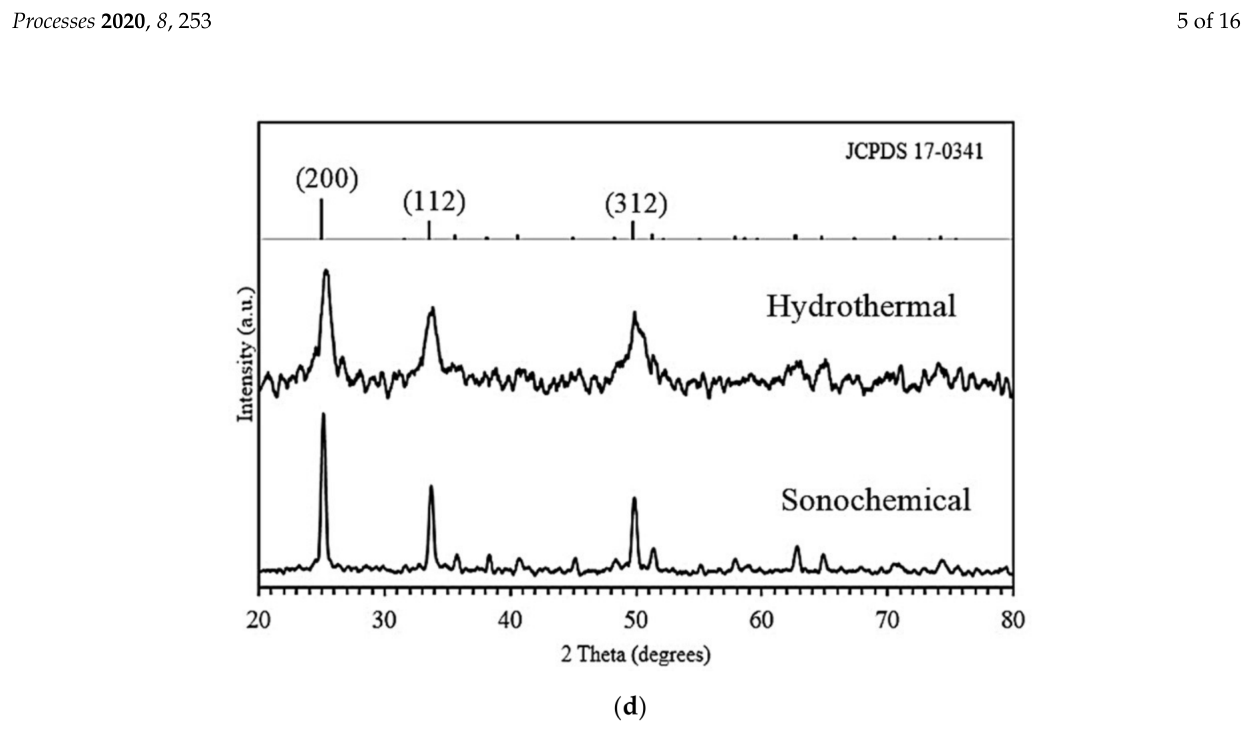 Processes 2020, 8, 253 5 of 16
JCPDS 17-0341
(200)
(112)
(312)
Hydrothermal
Intensity (a.u.)
Sonochemical
20 30 40 50 60 70 80
2 Theta (degrees)
(d)